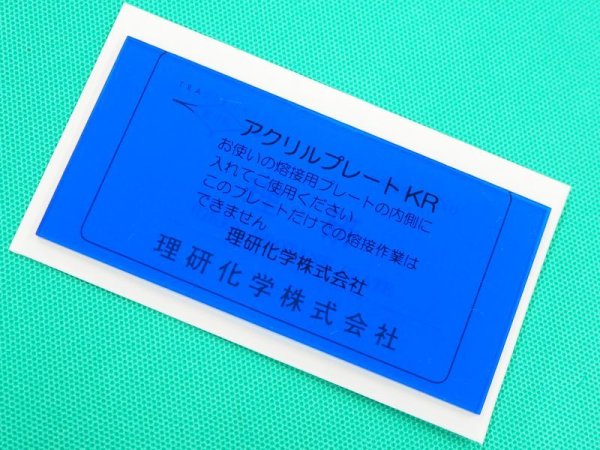 TRA
アクリルプレートKR
お使いの熔接用プレートの内側に
入れてご使用ください
このプレートだけでの熔接作業は
できません
理研化学株式会社
理研化学株式会社